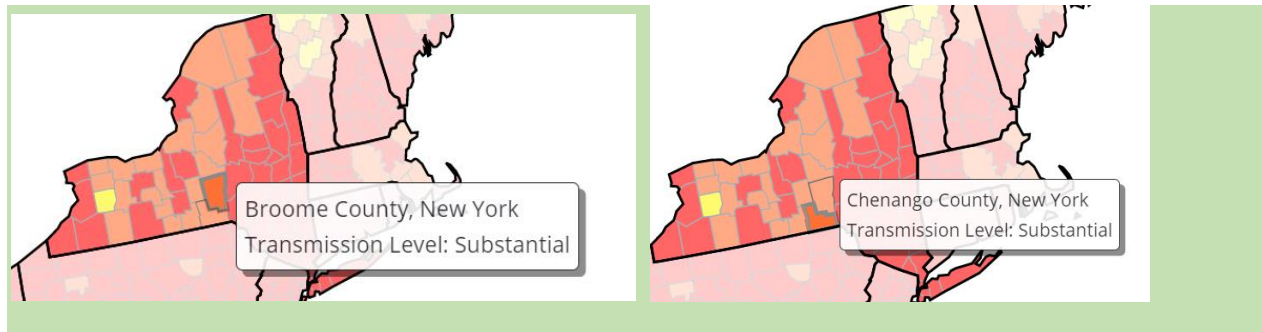 Broome County, New York
Transmission Level: Substantial
Chenango County, New York
Transmission Level: Substantial